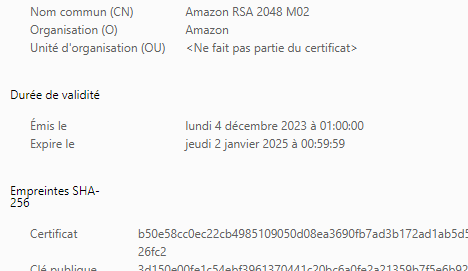 Nom commun (CN) Amazon RSA 2048 M02
Organisation (O) Amazon
Unité d'organisation (OU) <Ne fait pas partie du certificat>
Durée de validité
Émis le lundi 4 décembre 2023 à 01:00:00
Expire le jeudi 2 janvier 2025 à 00:59:59
Empreintes SHA-
256
Certificat b50e58cc0ec22cb4985109050d08ea3690fb7ad3b172ad1ab5d5
26fc2
Clé publique